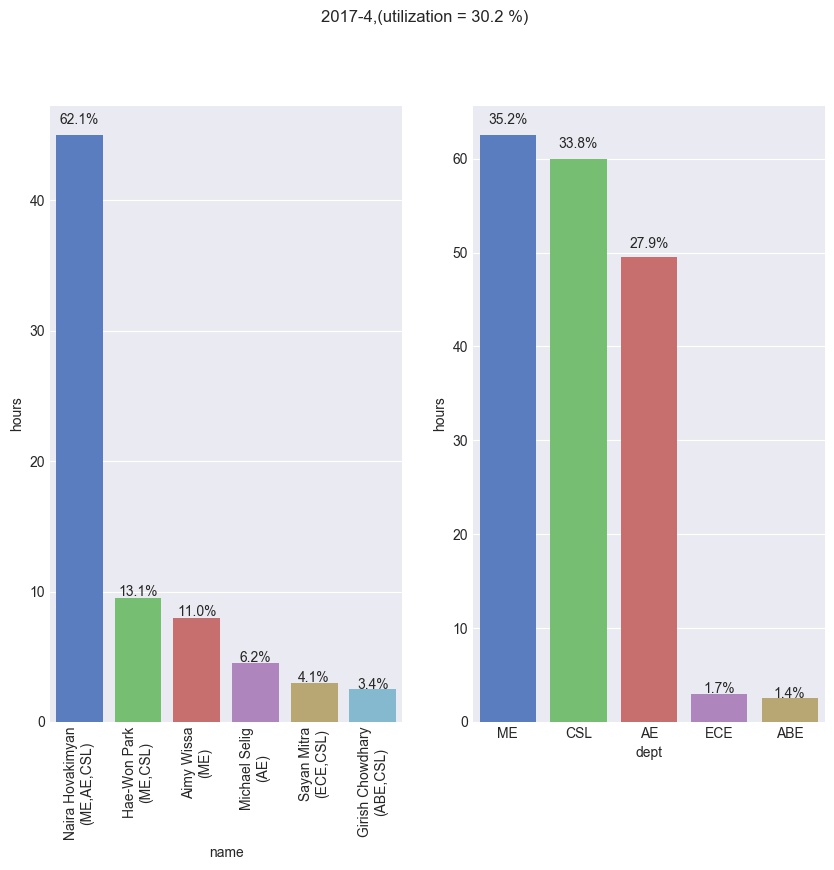 2017-4,(utilization = 30.2 %)
62.1%
13.1%
11.0%
6.2%
4.1%
3.4%
40
30
20
10
0
hours
Naira Hovakimyan
(ME,AE,CSL)
Hae-Won Park
(ME,CSL)
Aimy Wissa
(ME)
Michael Selig
(AE)
Sayan Mitra
(ECE,CSL)
Girish Chowdhary
(ABE,CSL)
name
35.2%
33.8%
27.9%
1.7%
1.4%
60
50
40
30
20
10
0
hours
ME
CSL
AE
ECE
ABE
dept